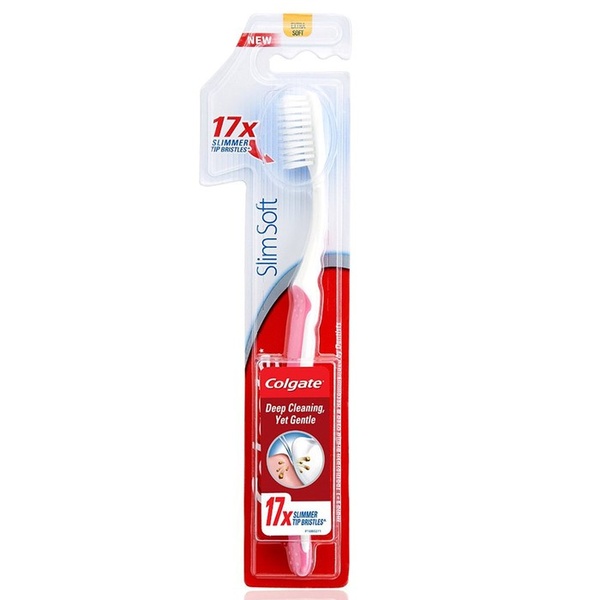 EXTRA
SOFT
NEW
17x
SLIMMER
TIP BRISTLES*
Slim Soft
Colgate®
Deep Cleaning,
Yet Gentle
17x SLIMMER
TIP BRISTLES*